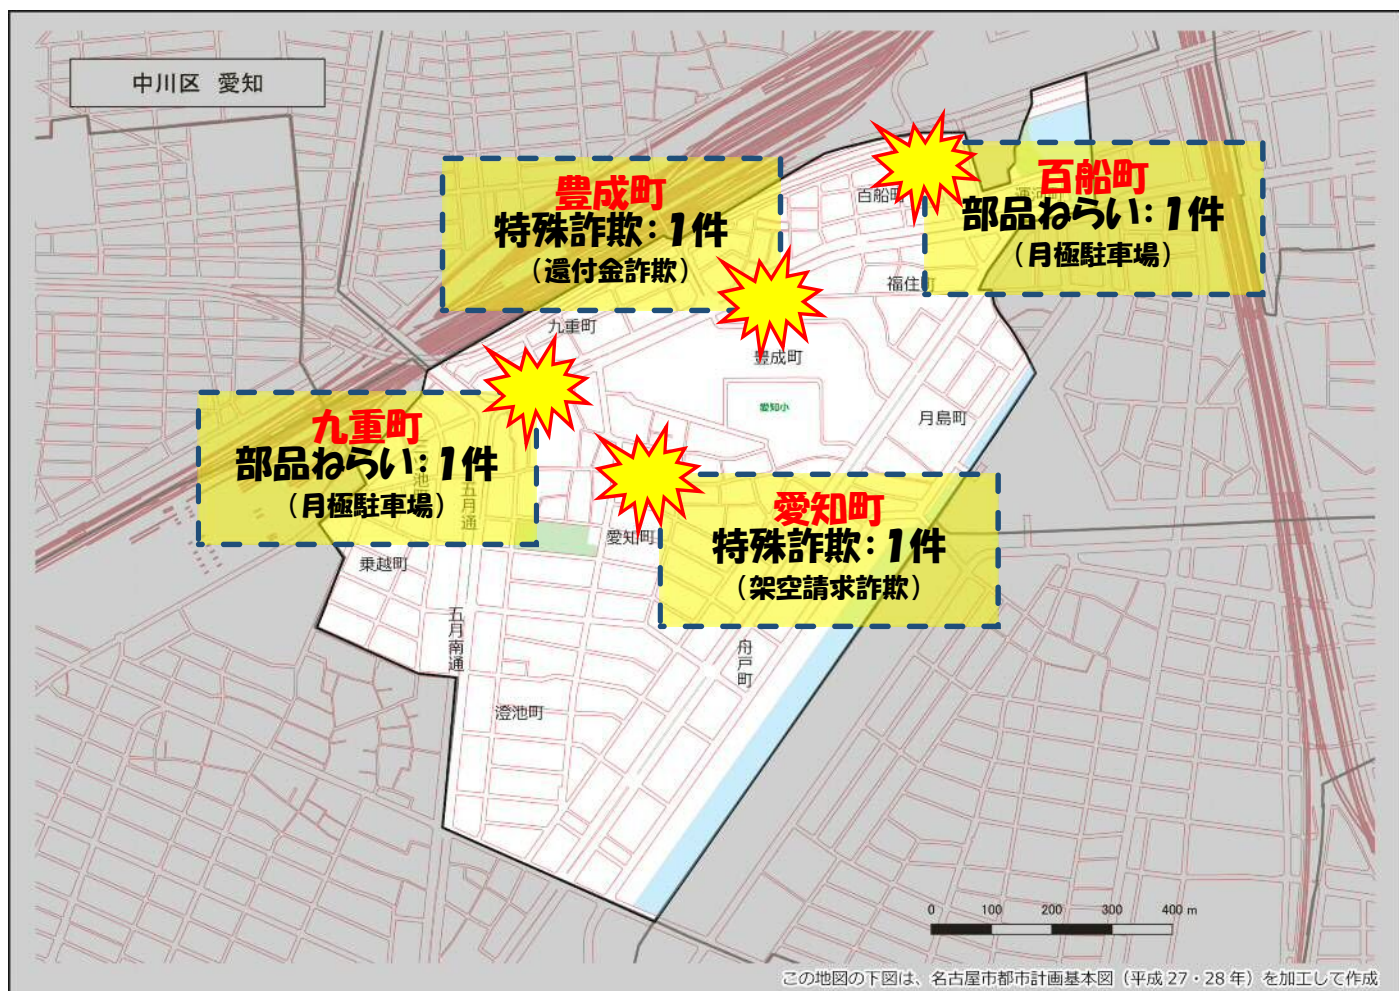 中川区 愛知
豊成町
特殊詐欺：1件
（還付金詐欺）
百船町
部品ねらい：1件
（月極駐車場）
百船町
運河町
福住町
九重町
豊成町
愛知小
月島町
九重町
部品ねらい：1件
（月極駐車場）
五月通
愛知町
特殊詐欺：1件
（架空請求詐欺）
愛知町
乗越町
五月南通
舟戸町
澄池町
0 100 200 300 400 m
この地図の下図は、名古屋市都市計画基本図（平成 27・28 年）を加工して作成